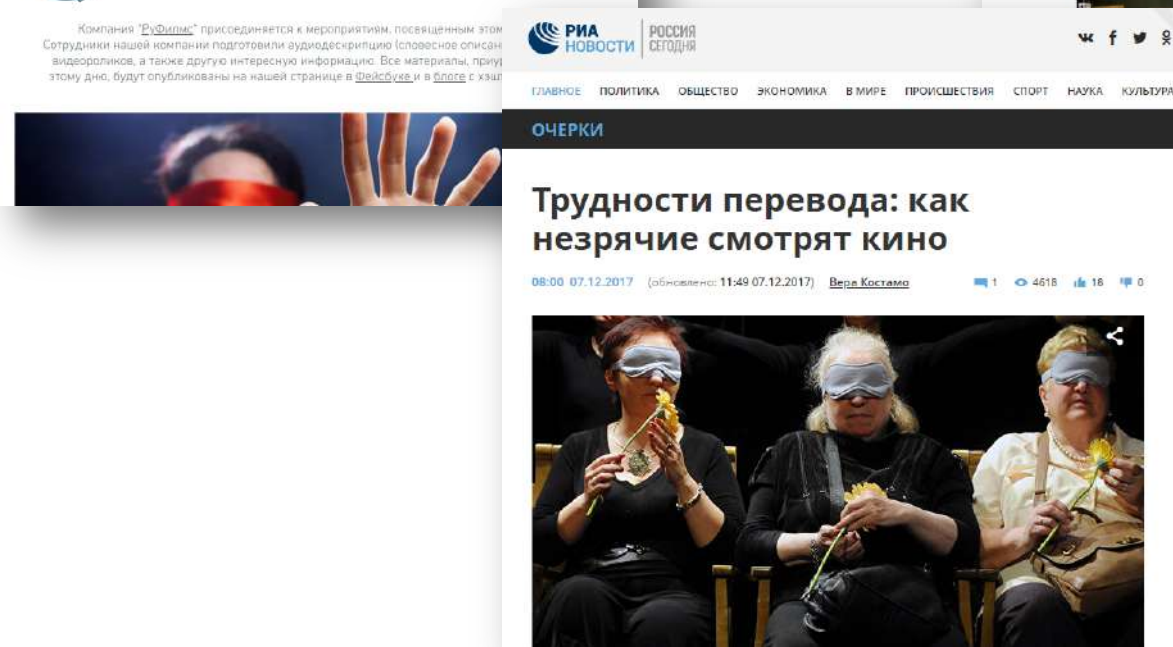 Компания "РуФилмс" присоединяется к мероприятиям, посвященным этом
Сотрудники нашей компании подготовили аудиодескрипцию (словесное описан
видеороликов, а также другую интересную информацию. Все материалы, приур
этому дню, будут опубликованы на нашей странице в Фейсбуке и в блоге с хэш
РИА
НОВОСТИ
РОССИЯ
СЕГОДНЯ
ГЛАВНОЕ ПОЛИТИКА ОБЩЕСТВО ЭКОНОМИКА В МИРЕ ПРОИСШЕСТВИЯ СПОРТ НАУКА КУЛЬТУРА
ОЧЕРКИ
Трудности перевода: как
незрячие смотрят кино
08:00 07.12.2017 (обновлено: 11:49 07.12.2017) Вера Костамо 1 4618 16 0